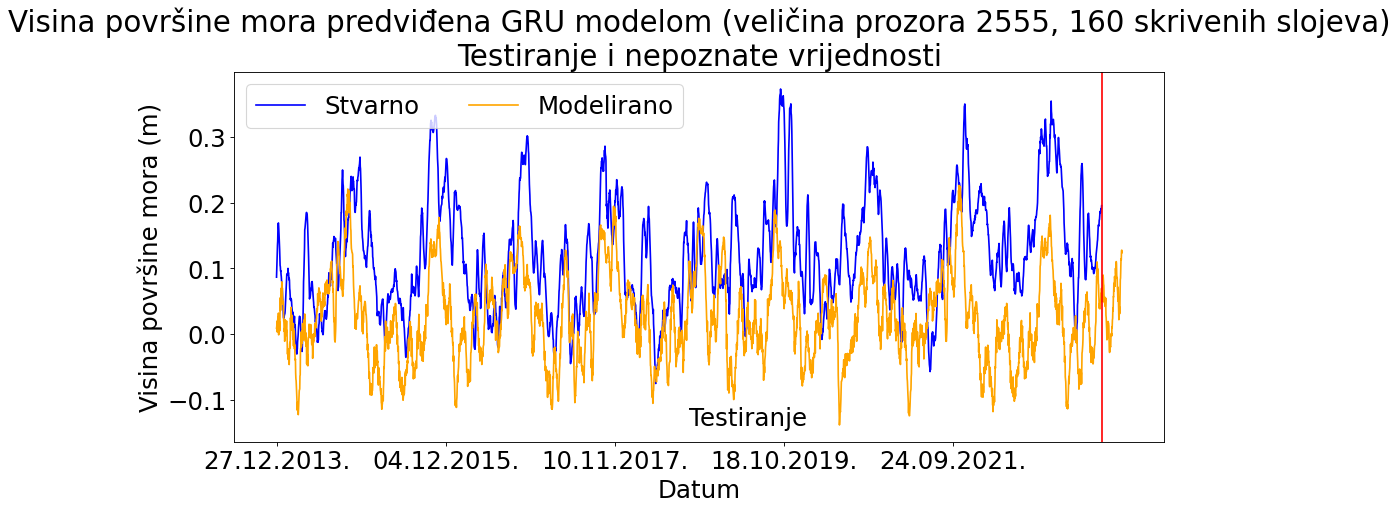 Visina površine mora predviđena GRU modelom (veličina prozora 2555, 160 skrivenih slojeva)
Testiranje i nepoznate vrijednosti
Stvarno Modelirano
Visina površine mora (m)
0.3
0.2
0.1
0.0
−0.1
Testiranje
27.12.2013. 04.12.2015. 10.11.2017. 18.10.2019. 24.09.2021.
Datum